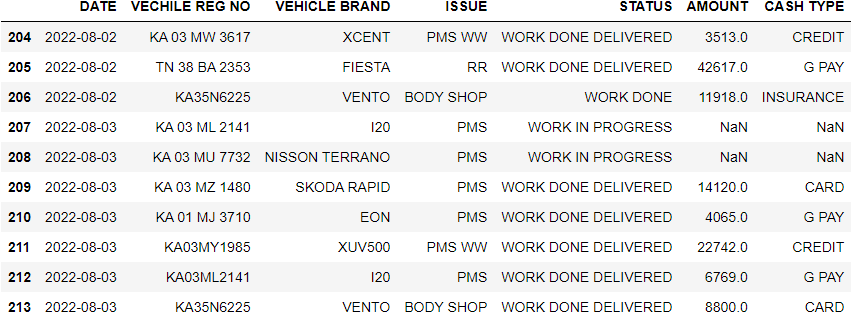 DATE VECHILE REG NO VEHICLE BRAND ISSUE STATUS AMOUNT CASH TYPE
204 2022-08-02 KA 03 MW 3617 XCENT PMS WW WORK DONE DELIVERED 3513.0 CREDIT
205 2022-08-02 TN 38 BA 2353 FIESTA RR WORK DONE DELIVERED 42617.0 G PAY
206 2022-08-02 KA35N6225 VENTO BODY SHOP WORK DONE 11918.0 INSURANCE
207 2022-08-03 KA 03 ML 2141 I20 PMS WORK IN PROGRESS NaN NaN
208 2022-08-03 KA 03 MU 7732 NISSON TERRANO PMS WORK IN PROGRESS NaN NaN
209 2022-08-03 KA 03 MZ 1480 SKODA RAPID PMS WORK DONE DELIVERED 14120.0 CARD
210 2022-08-03 KA 01 MJ 3710 EON PMS WORK DONE DELIVERED 4065.0 G PAY
211 2022-08-03 KA03MY1985 XUV500 PMS WW WORK DONE DELIVERED 22742.0 CREDIT
212 2022-08-03 KA03ML2141 I20 PMS WORK DONE DELIVERED 6769.0 G PAY
213 2022-08-03 KA35N6225 VENTO BODY SHOP WORK DONE DELIVERED 8800.0 CARD